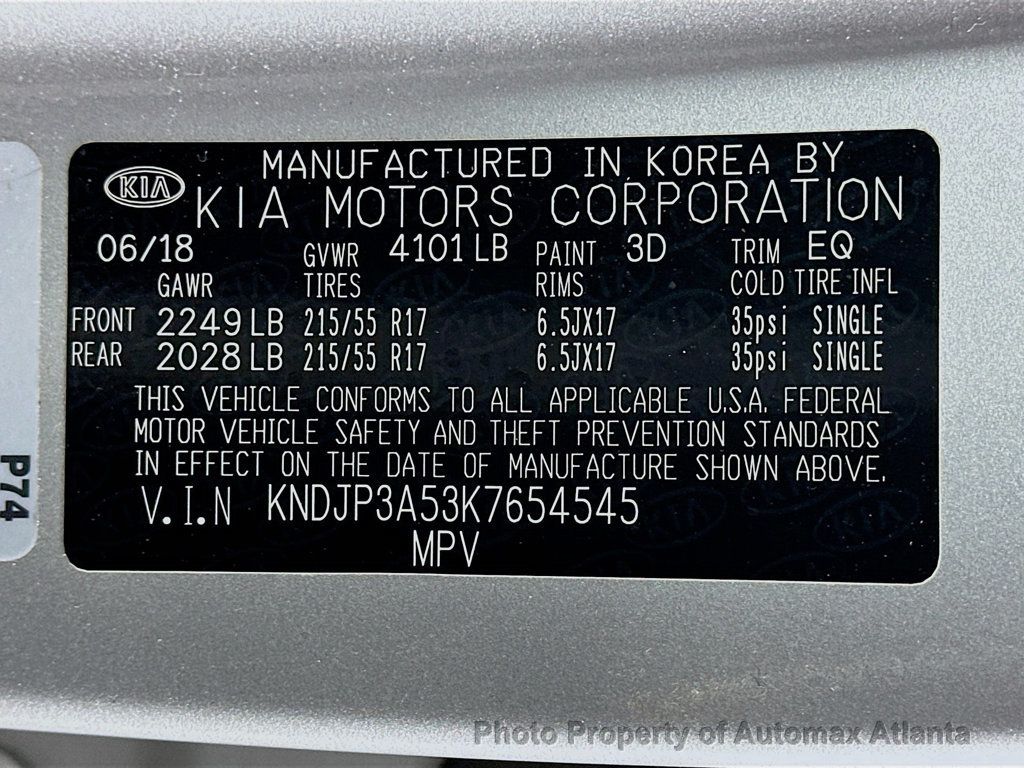 MANUFACTURED IN KOREA BY
KIA KIA MOTORS CORPORATION
06/18 GVWR 4101 LB PAINT 3D TRIM EQ
GAWR TIRES RIMS COLD TIRE INFL
FRONT 2249 LB 215/55 R17 6.5JX17 35psi SINGLE
REAR 2028 LB 215/55 R17 6.5JX17 35psi SINGLE
THIS VEHICLE CONFORMS TO ALL APPLICABLE U.S.A. FEDERAL
MOTOR VEHICLE SAFETY AND THEFT PREVENTION STANDARDS
IN EFFECT ON THE DATE OF MANUFACTURE SHOWN ABOVE.
V.I.N KNDJP3A53K7654545
MPV
P74
Photo Property of Automax Atlanta